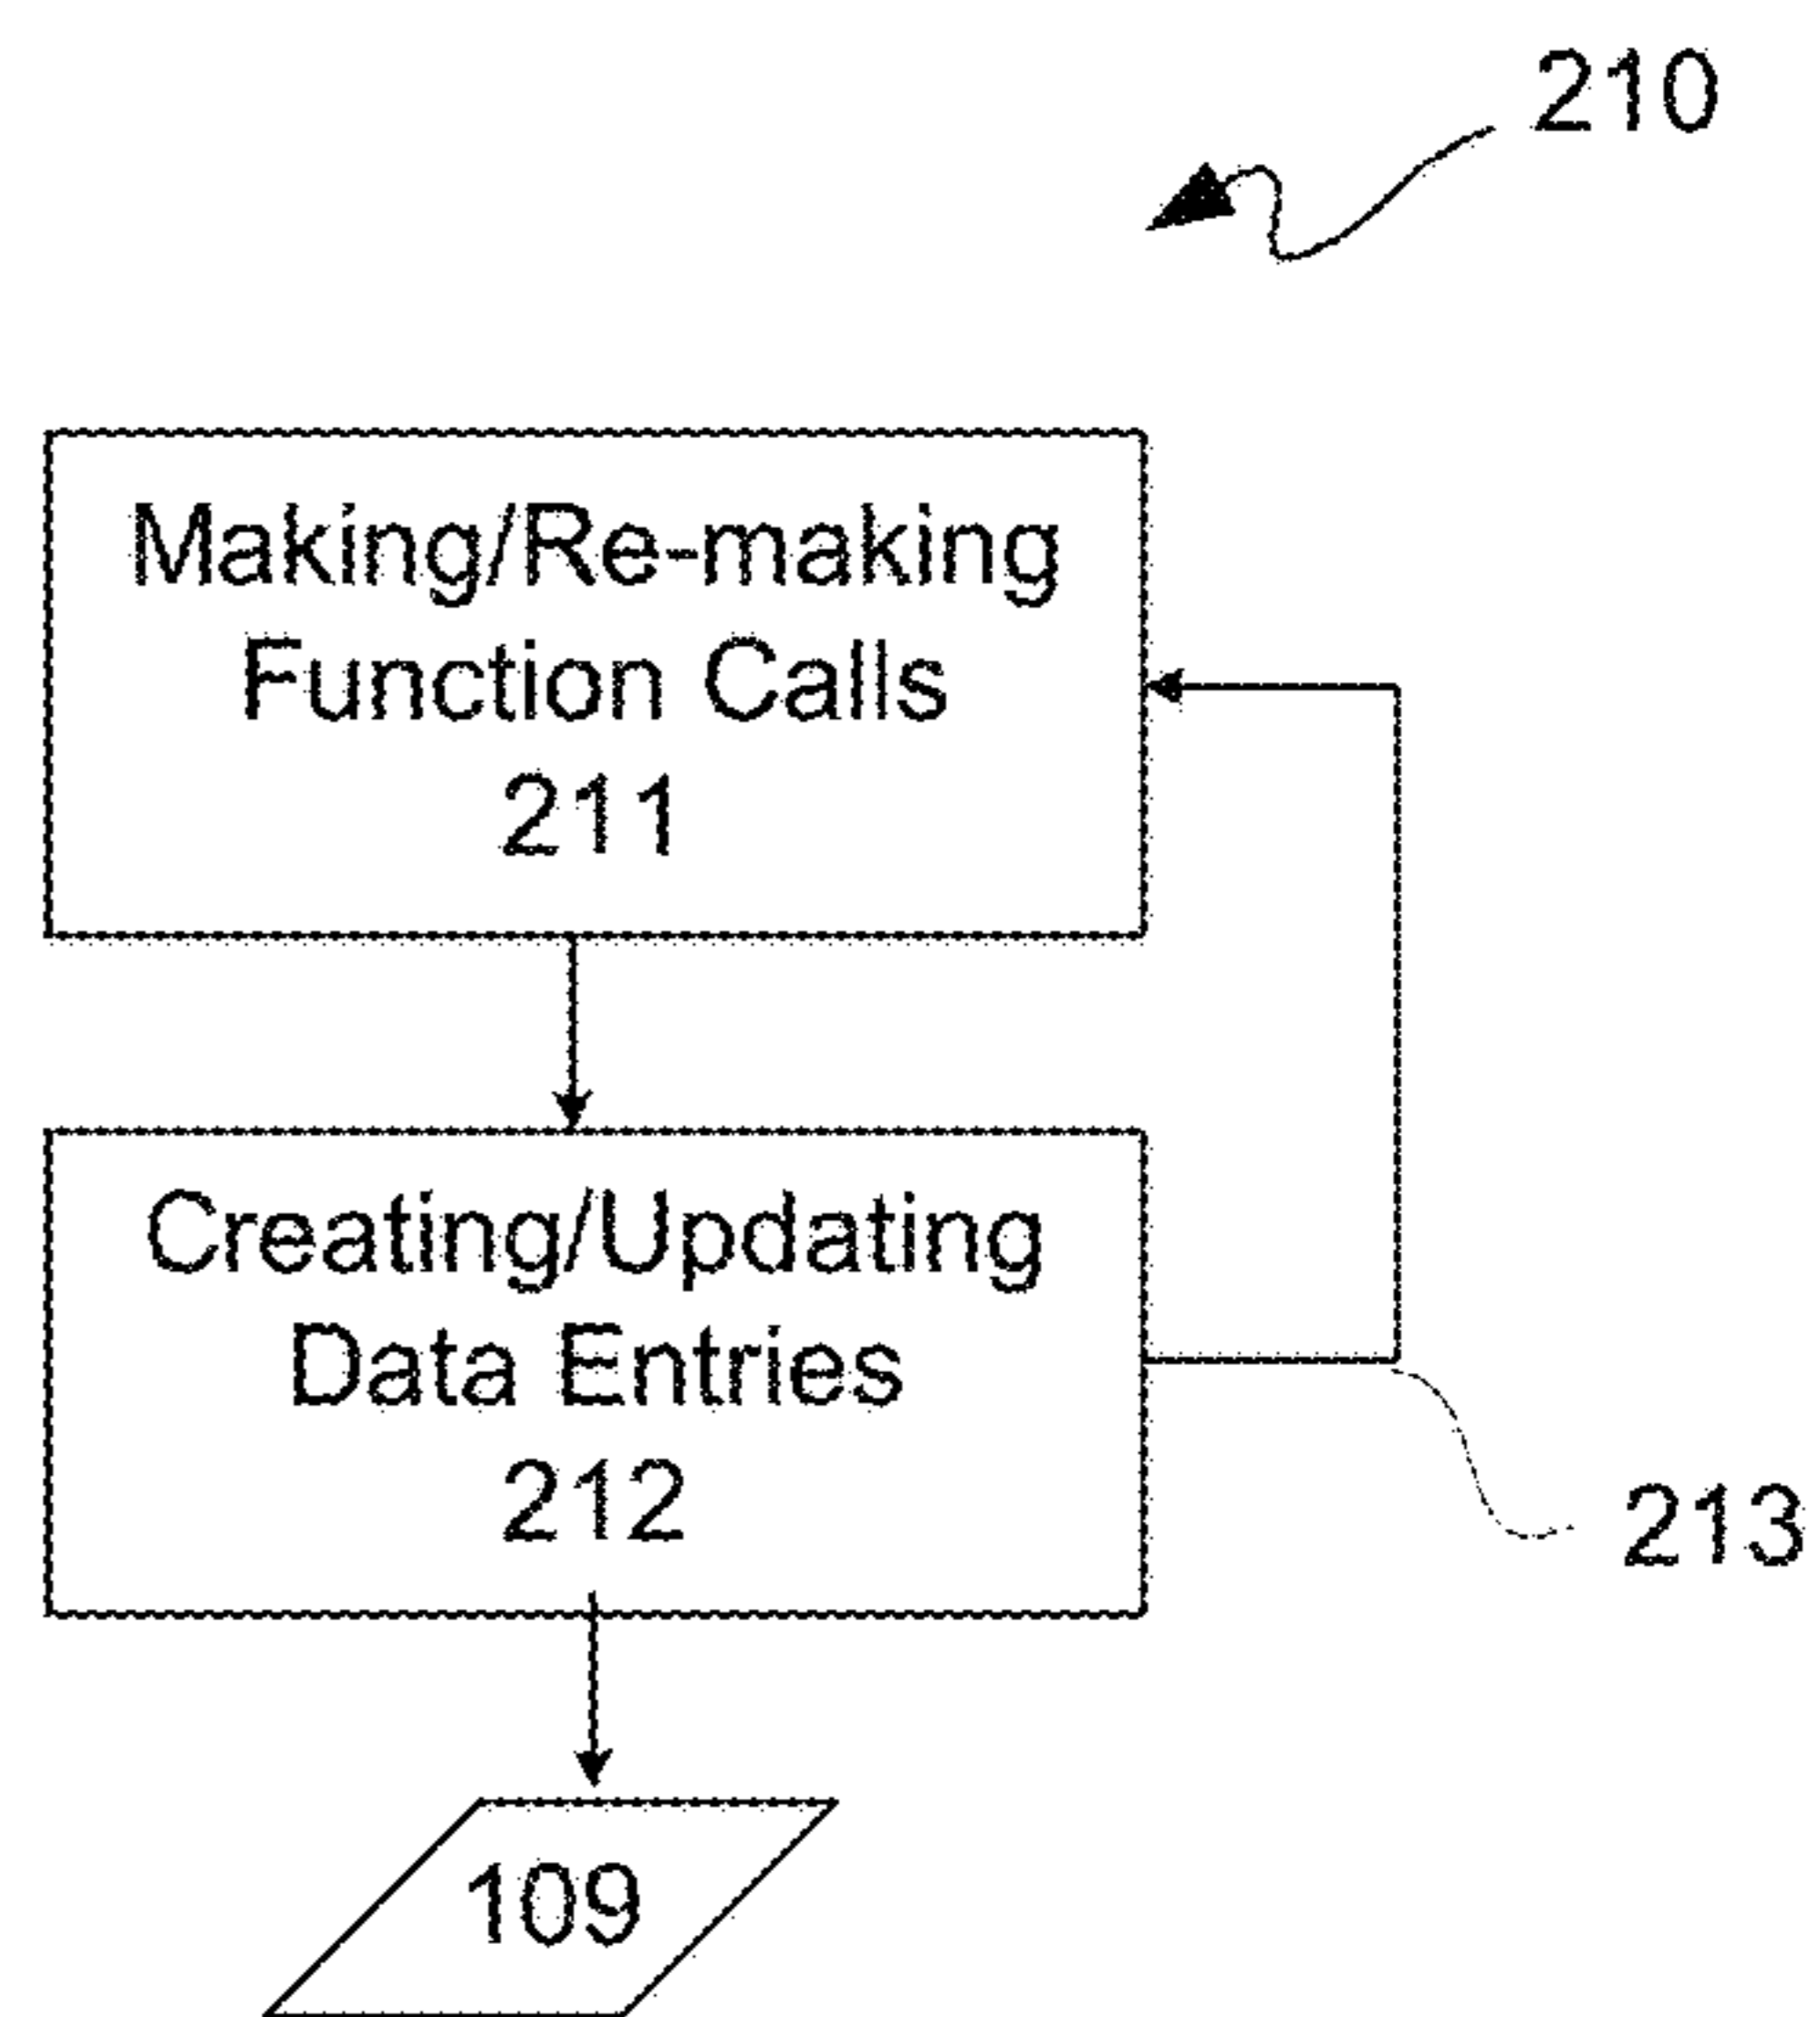 210
Making/Re-making
Function Calls
211
Creating/Updating
Data Entries
212
213
109